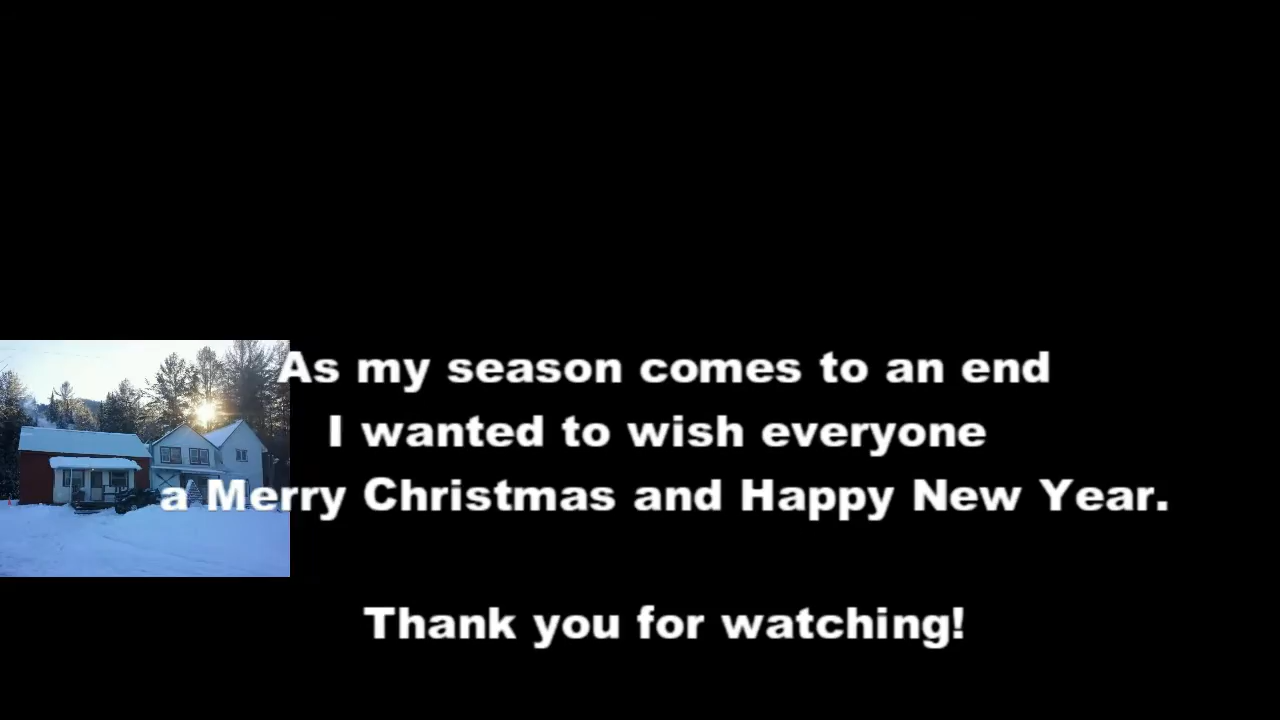 As my season comes to an end
I wanted to wish everyone
a Merry Christmas and Happy New Year.
Thank you for watching!